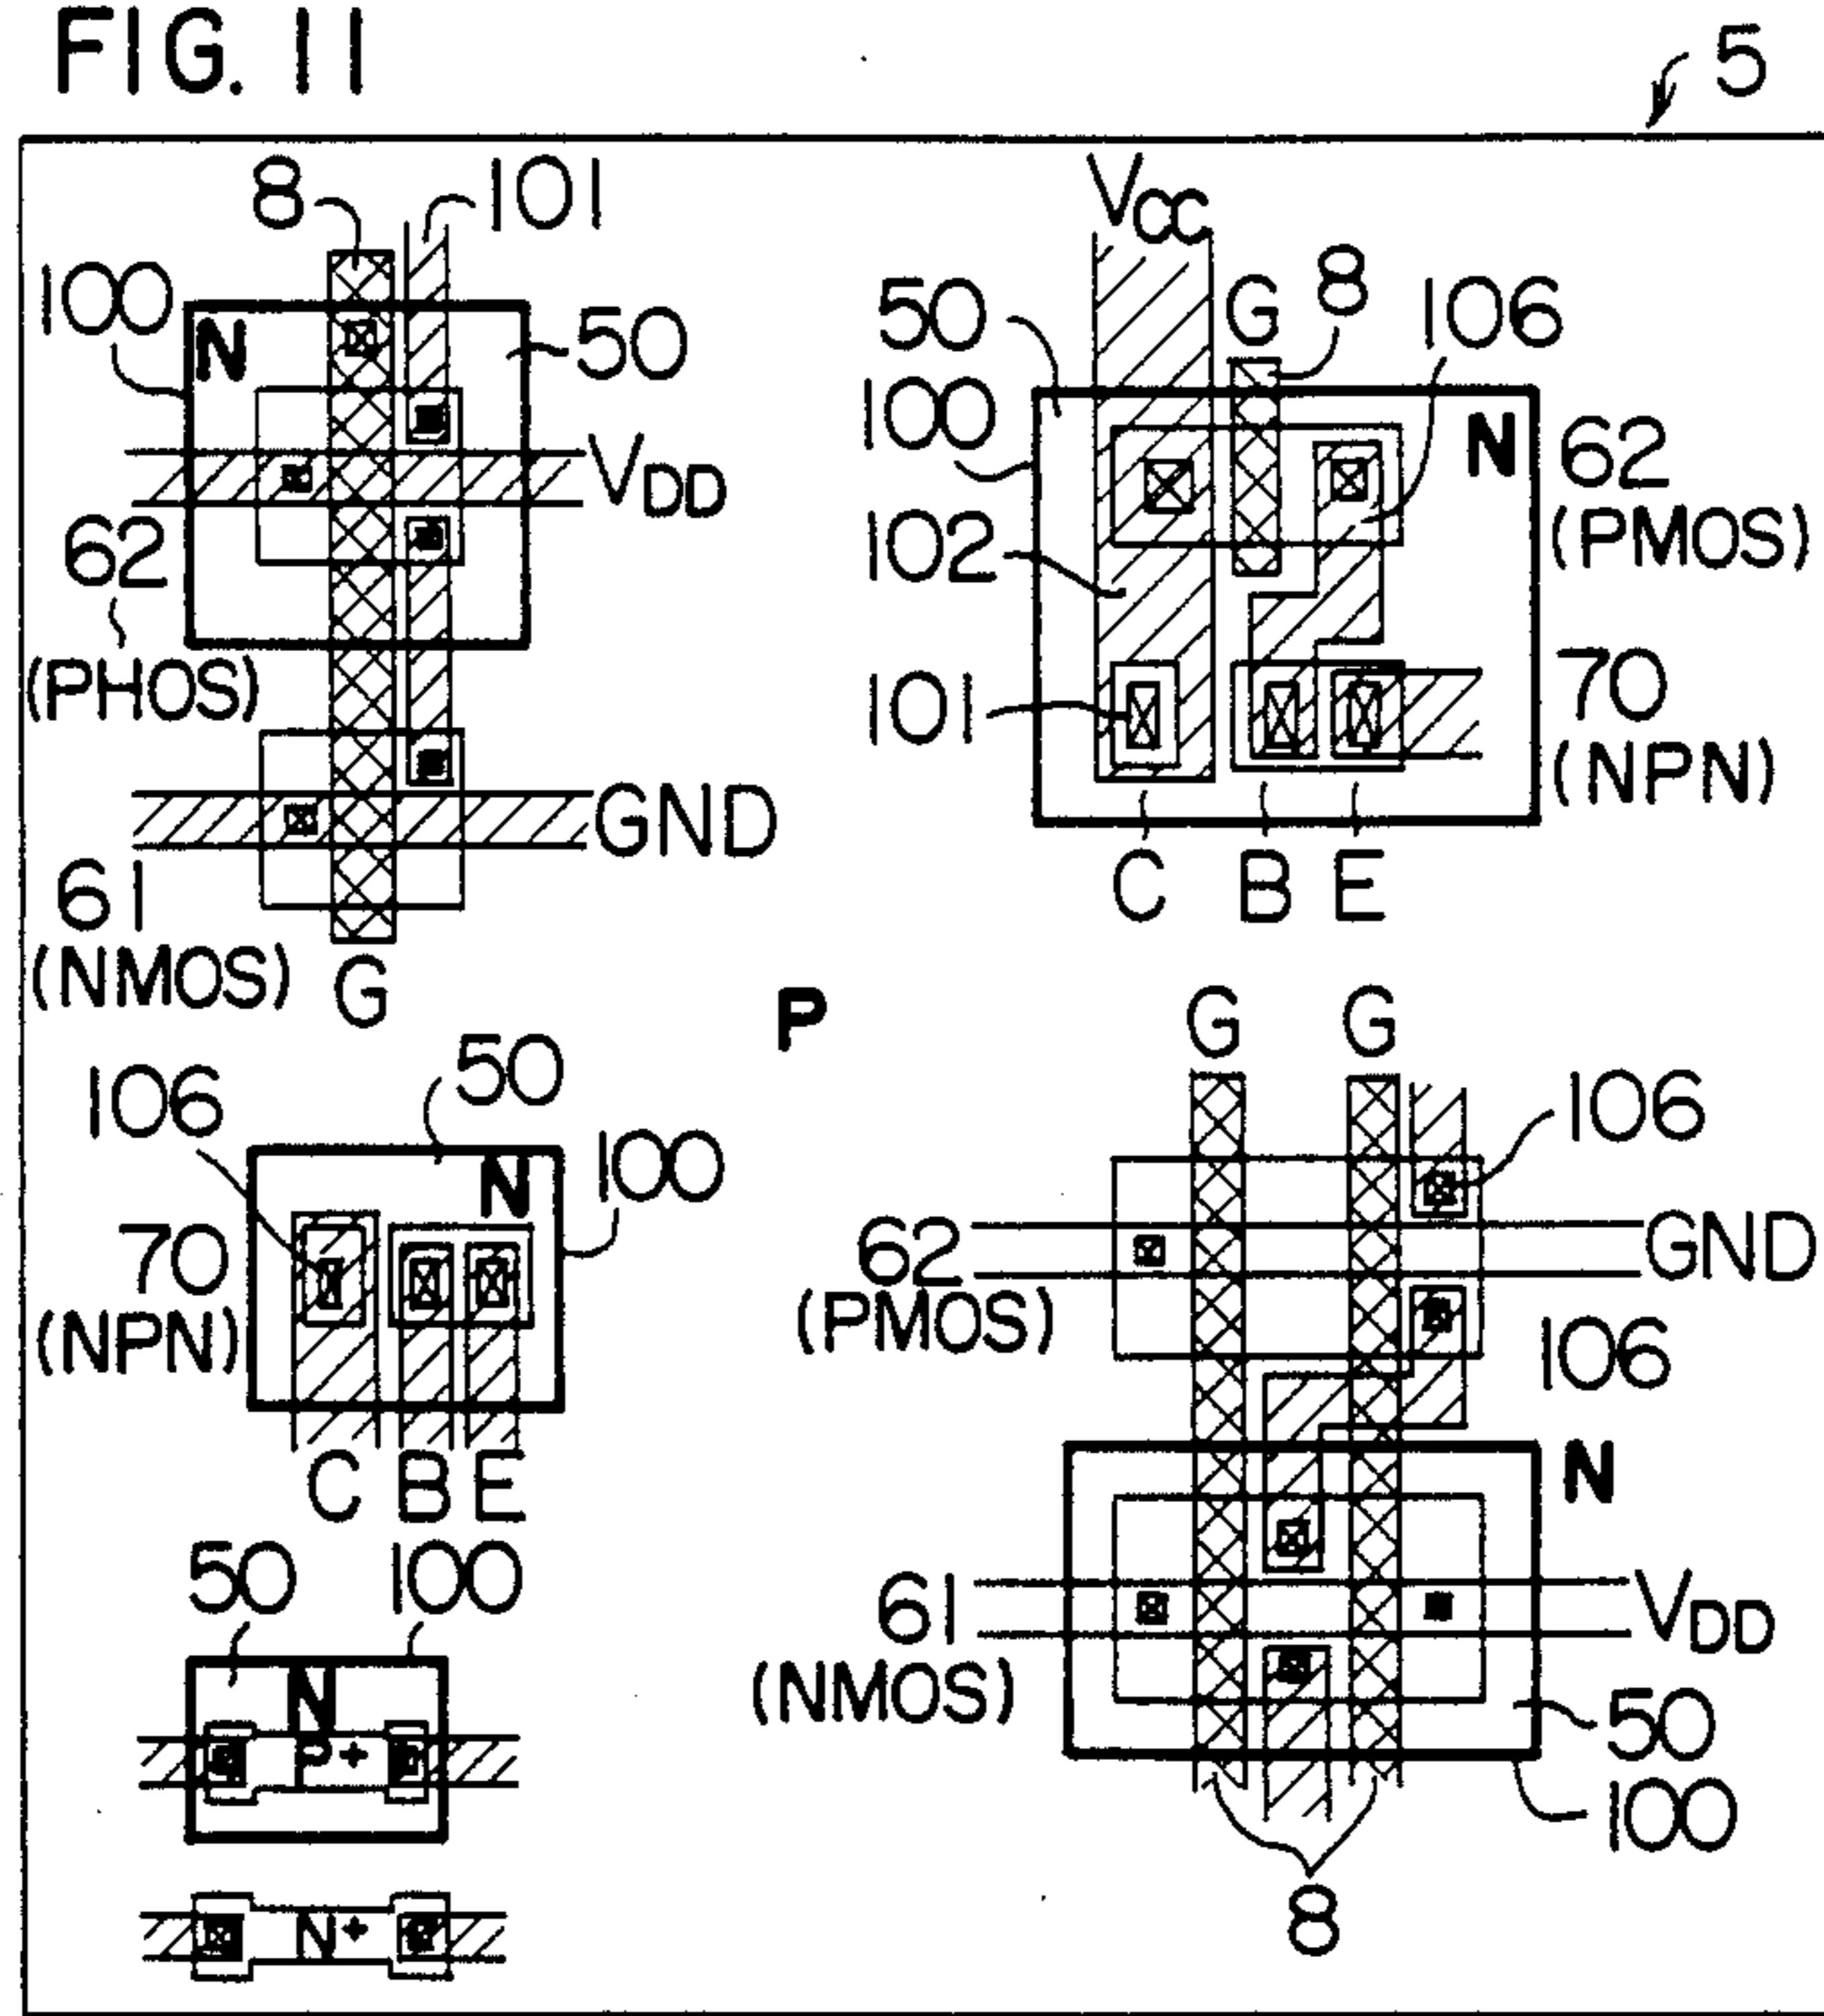 FIG. 11
5
8
101
100
N
50
VDD
62
(PHOS)
GND
61
(NMOS)
G
VCC
50
G
8
106
100
N
62
(PMOS)
102
101
70
(NPN)
C
B
E
P
106
50
N
100
70
(NPN)
C
B
E
G
G
106
62
(PMOS)
GND
106
N
61
(NMOS)
VDD
50
100
8
50
100
N
P+
N+